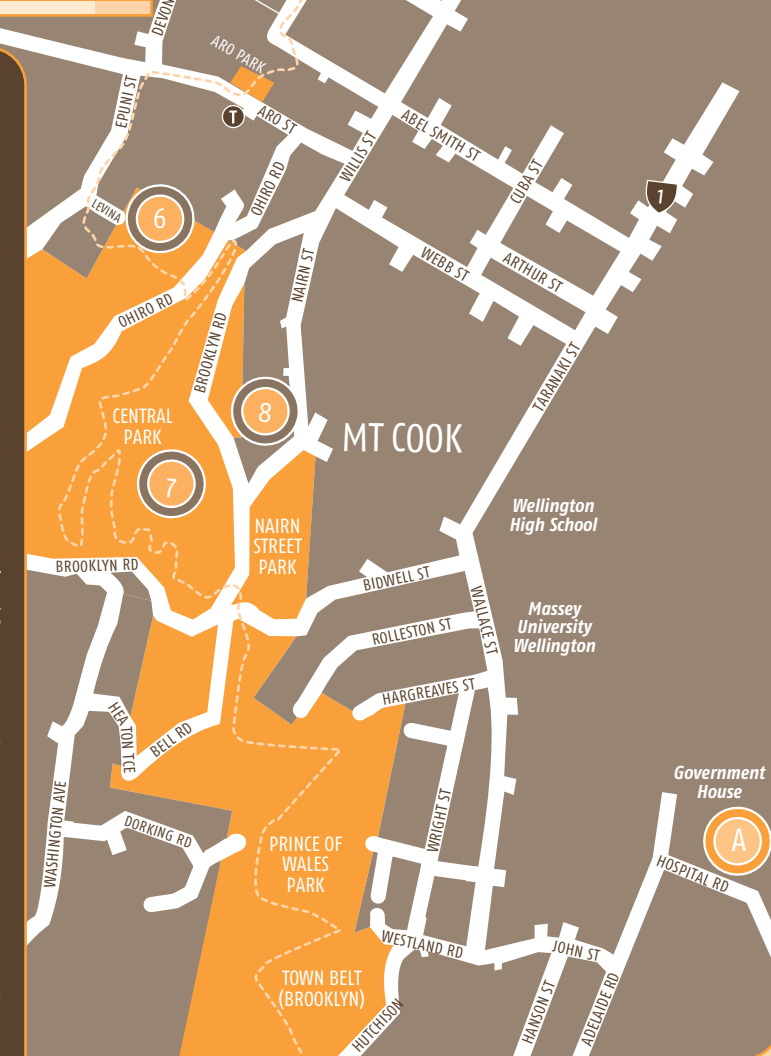 DEVON
ARO PARK
EPUNI ST
T
ARO ST
ABEL SMITH ST
WILLIS ST
CUBA ST
1
LEVINA
6
OHIRO RD
NAIRN ST
WEBB ST
ARTHUR ST
OHIRO RD
BROOKLYN RD
TARANAKI ST
CENTRAL
PARK
8
MT COOK
7
Wellington
High School
NAIRN
STREET
PARK
BROOKLYN RD
BIDWELL ST
WALLACE ST
Massey
University
Wellington
ROLLESTON ST
HARGREAVES ST
HEATON TCE
BELL RD
WASHINGTON AVE
DORKING RD
WRIGHT ST
Government
House
A
PRINCE OF
WALES
PARK
HOSPITAL RD
WESTLAND RD
JOHN ST
TOWN BELT
(BROOKLYN)
HUTCHISON
HANSON ST
ADELAIDE RD